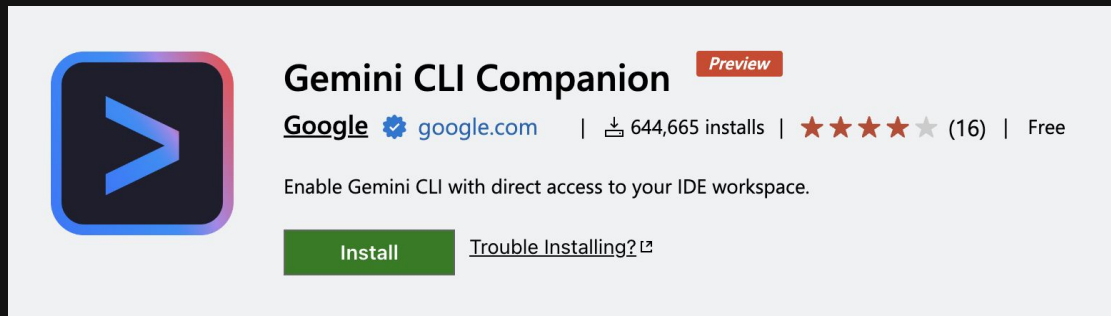 Gemini CLI Companion Preview
Google google.com | 644,665 installs | (16) | Free
Enable Gemini CLI with direct access to your IDE workspace.
Install Trouble Installing?